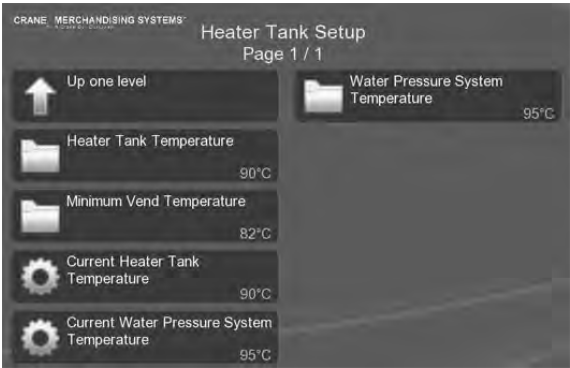 CRANE MERCHANDISING SYSTEMS
Heater Tank Setup
Page 1 / 1
Up one level
Heater Tank Temperature
90°C
Minimum Vend Temperature
82°C
Current Heater Tank
Temperature
90°C
Current Water Pressure System
Temperature
95°C
Water Pressure System
Temperature
95°C